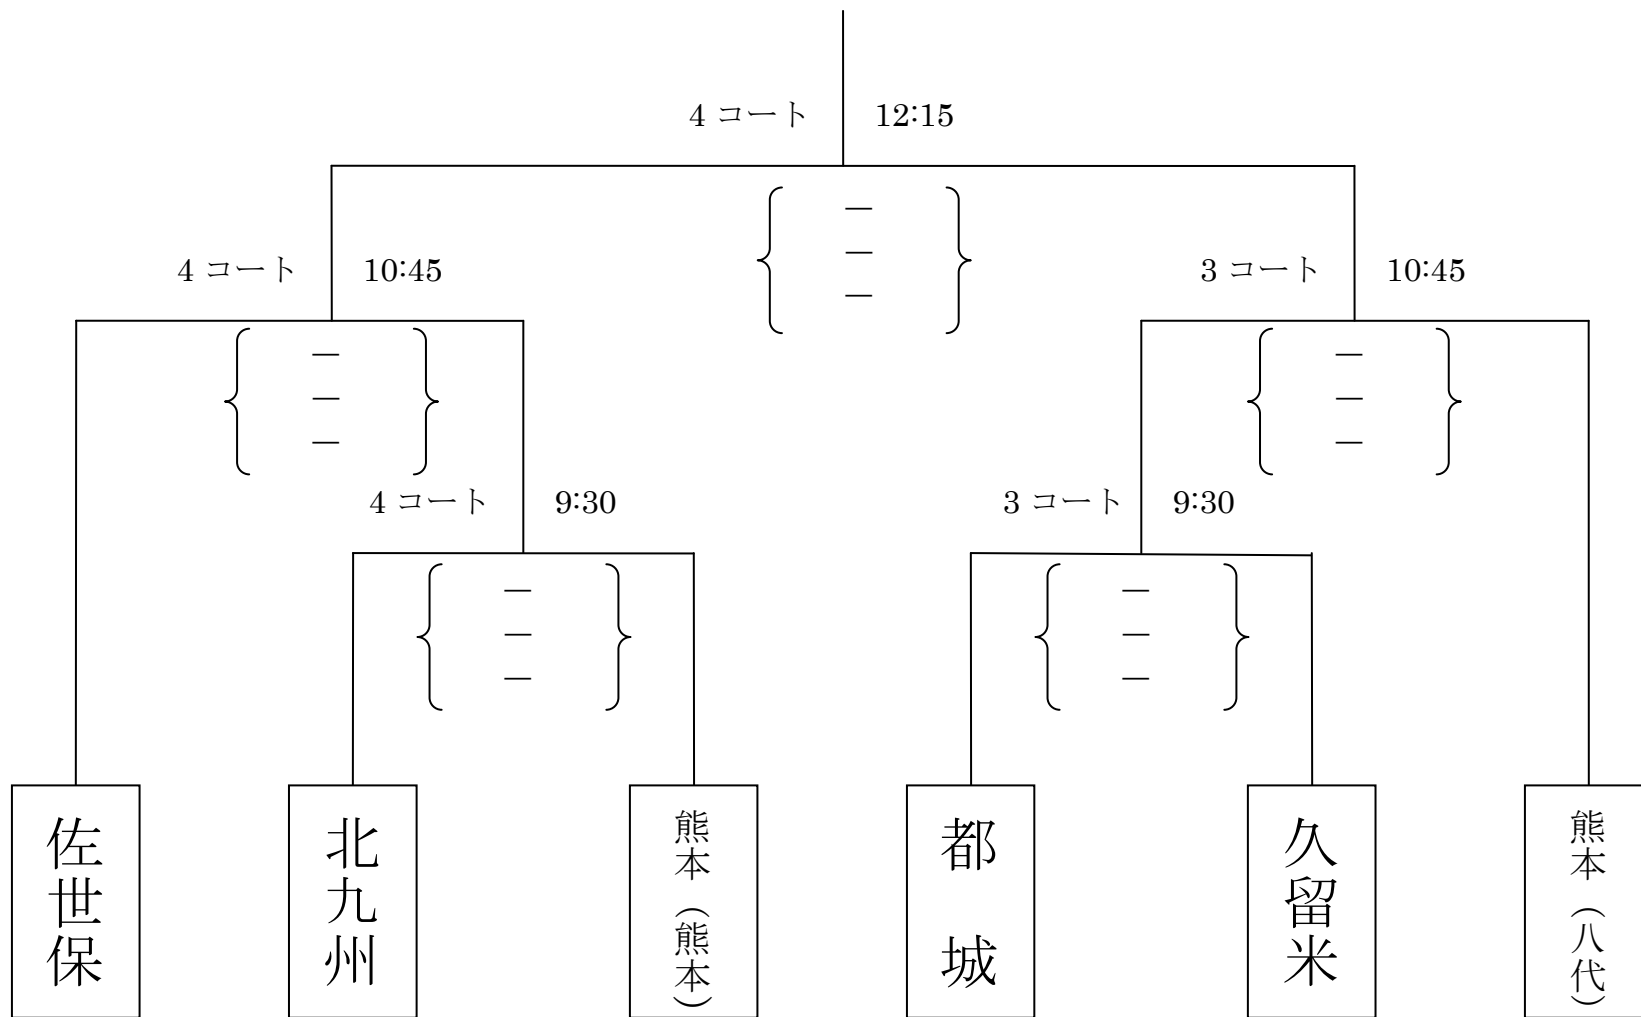 4 コート 12:15
―
―
―
4 コート 10:45
3 コート 10:45
―
―
―
―
―
―
4 コート 9:30
3 コート 9:30
―
―
―
―
―
―
佐世保
北九州
熊本（熊本）
都　城
久留米
熊本（八代）